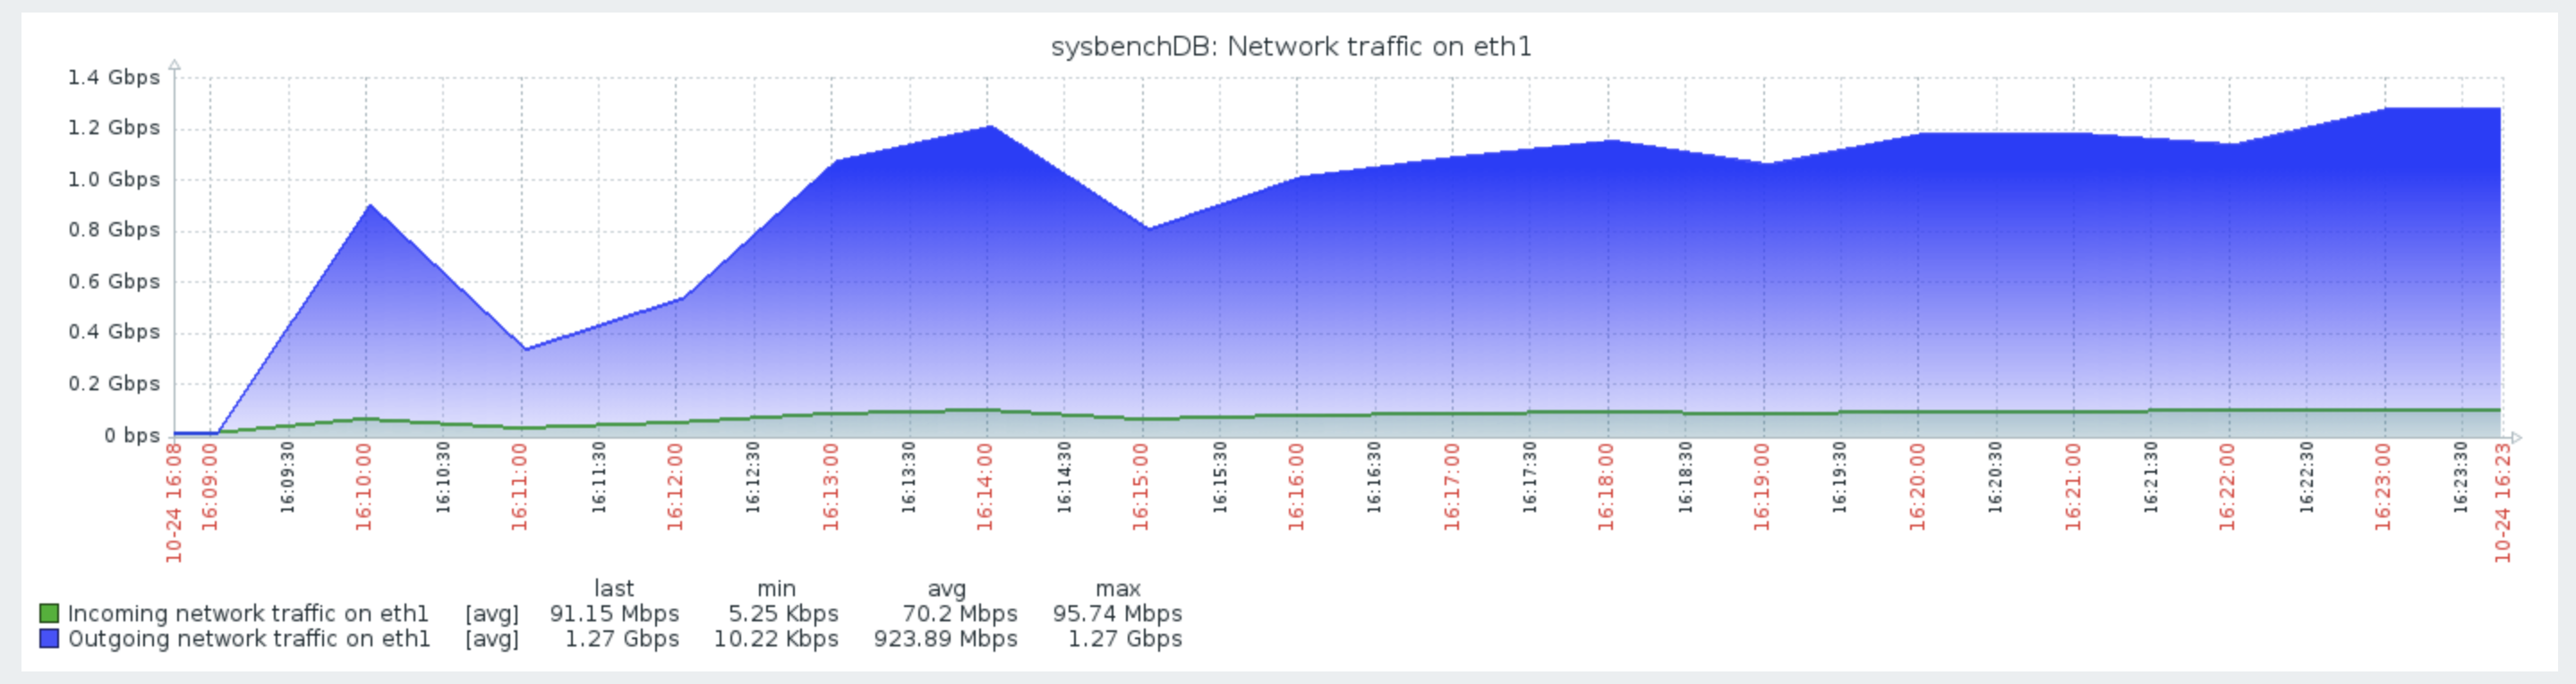 sysbenchDB: Network traffic on eth1
1.4 Gbps
1.2 Gbps
1.0 Gbps
0.8 Gbps
0.6 Gbps
0.4 Gbps
0.2 Gbps
0 bps
10-24 16:08
16:09:00
16:09:30
16:10:00
16:10:30
16:11:00
16:11:30
16:12:00
16:12:30
16:13:00
16:13:30
16:14:00
16:14:30
16:15:00
16:15:30
16:16:00
16:16:30
16:17:00
16:17:30
16:18:00
16:18:30
16:19:00
16:19:30
16:20:00
16:20:30
16:21:00
16:21:30
16:22:00
16:22:30
16:23:00
16:23:30
10-24 16:23
last min avg max
Incoming network traffic on eth1 [avg] 91.15 Mbps 5.25 Kbps 70.2 Mbps 95.74 Mbps
Outgoing network traffic on eth1 [avg] 1.27 Gbps 10.22 Kbps 923.89 Mbps 1.27 Gbps